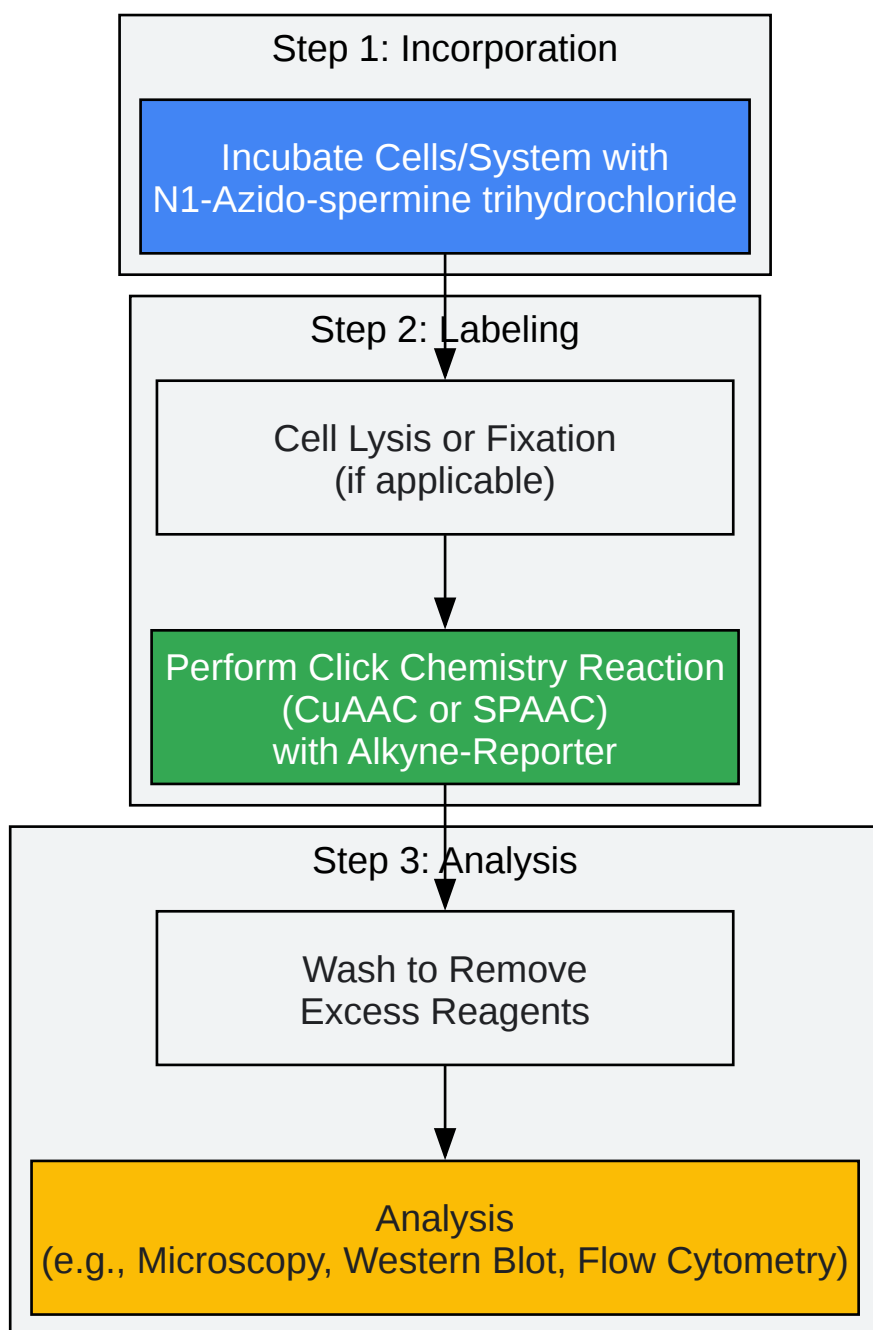 Step 1: Incorporation
Incubate Cells/System with
N1-Azido-spermine trihydrochloride
Step 2: Labeling
Cell Lysis or Fixation
(if applicable)
Perform Click Chemistry Reaction
(CuAAC or SPAAC)
with Alkyne-Reporter
Step 3: Analysis
Wash to Remove
Excess Reagents
Analysis
(e.g., Microscopy, Western Blot, Flow Cytometry)